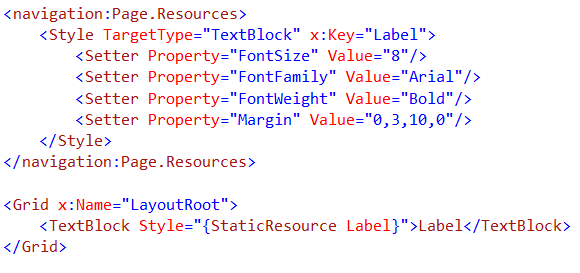 <navigation:Page.Resources>
    <Style TargetType="TextBlock" x:Key="Label">
        <Setter Property="FontSize" Value="8"/>
        <Setter Property="FontFamily" Value="Arial"/>
        <Setter Property="FontWeight" Value="Bold"/>
        <Setter Property="Margin" Value="0,3,10,0"/>
    </Style>
</navigation:Page.Resources>

<Grid x:Name="LayoutRoot">
    <TextBlock Style="{StaticResource Label}">Label</TextBlock>
</Grid>